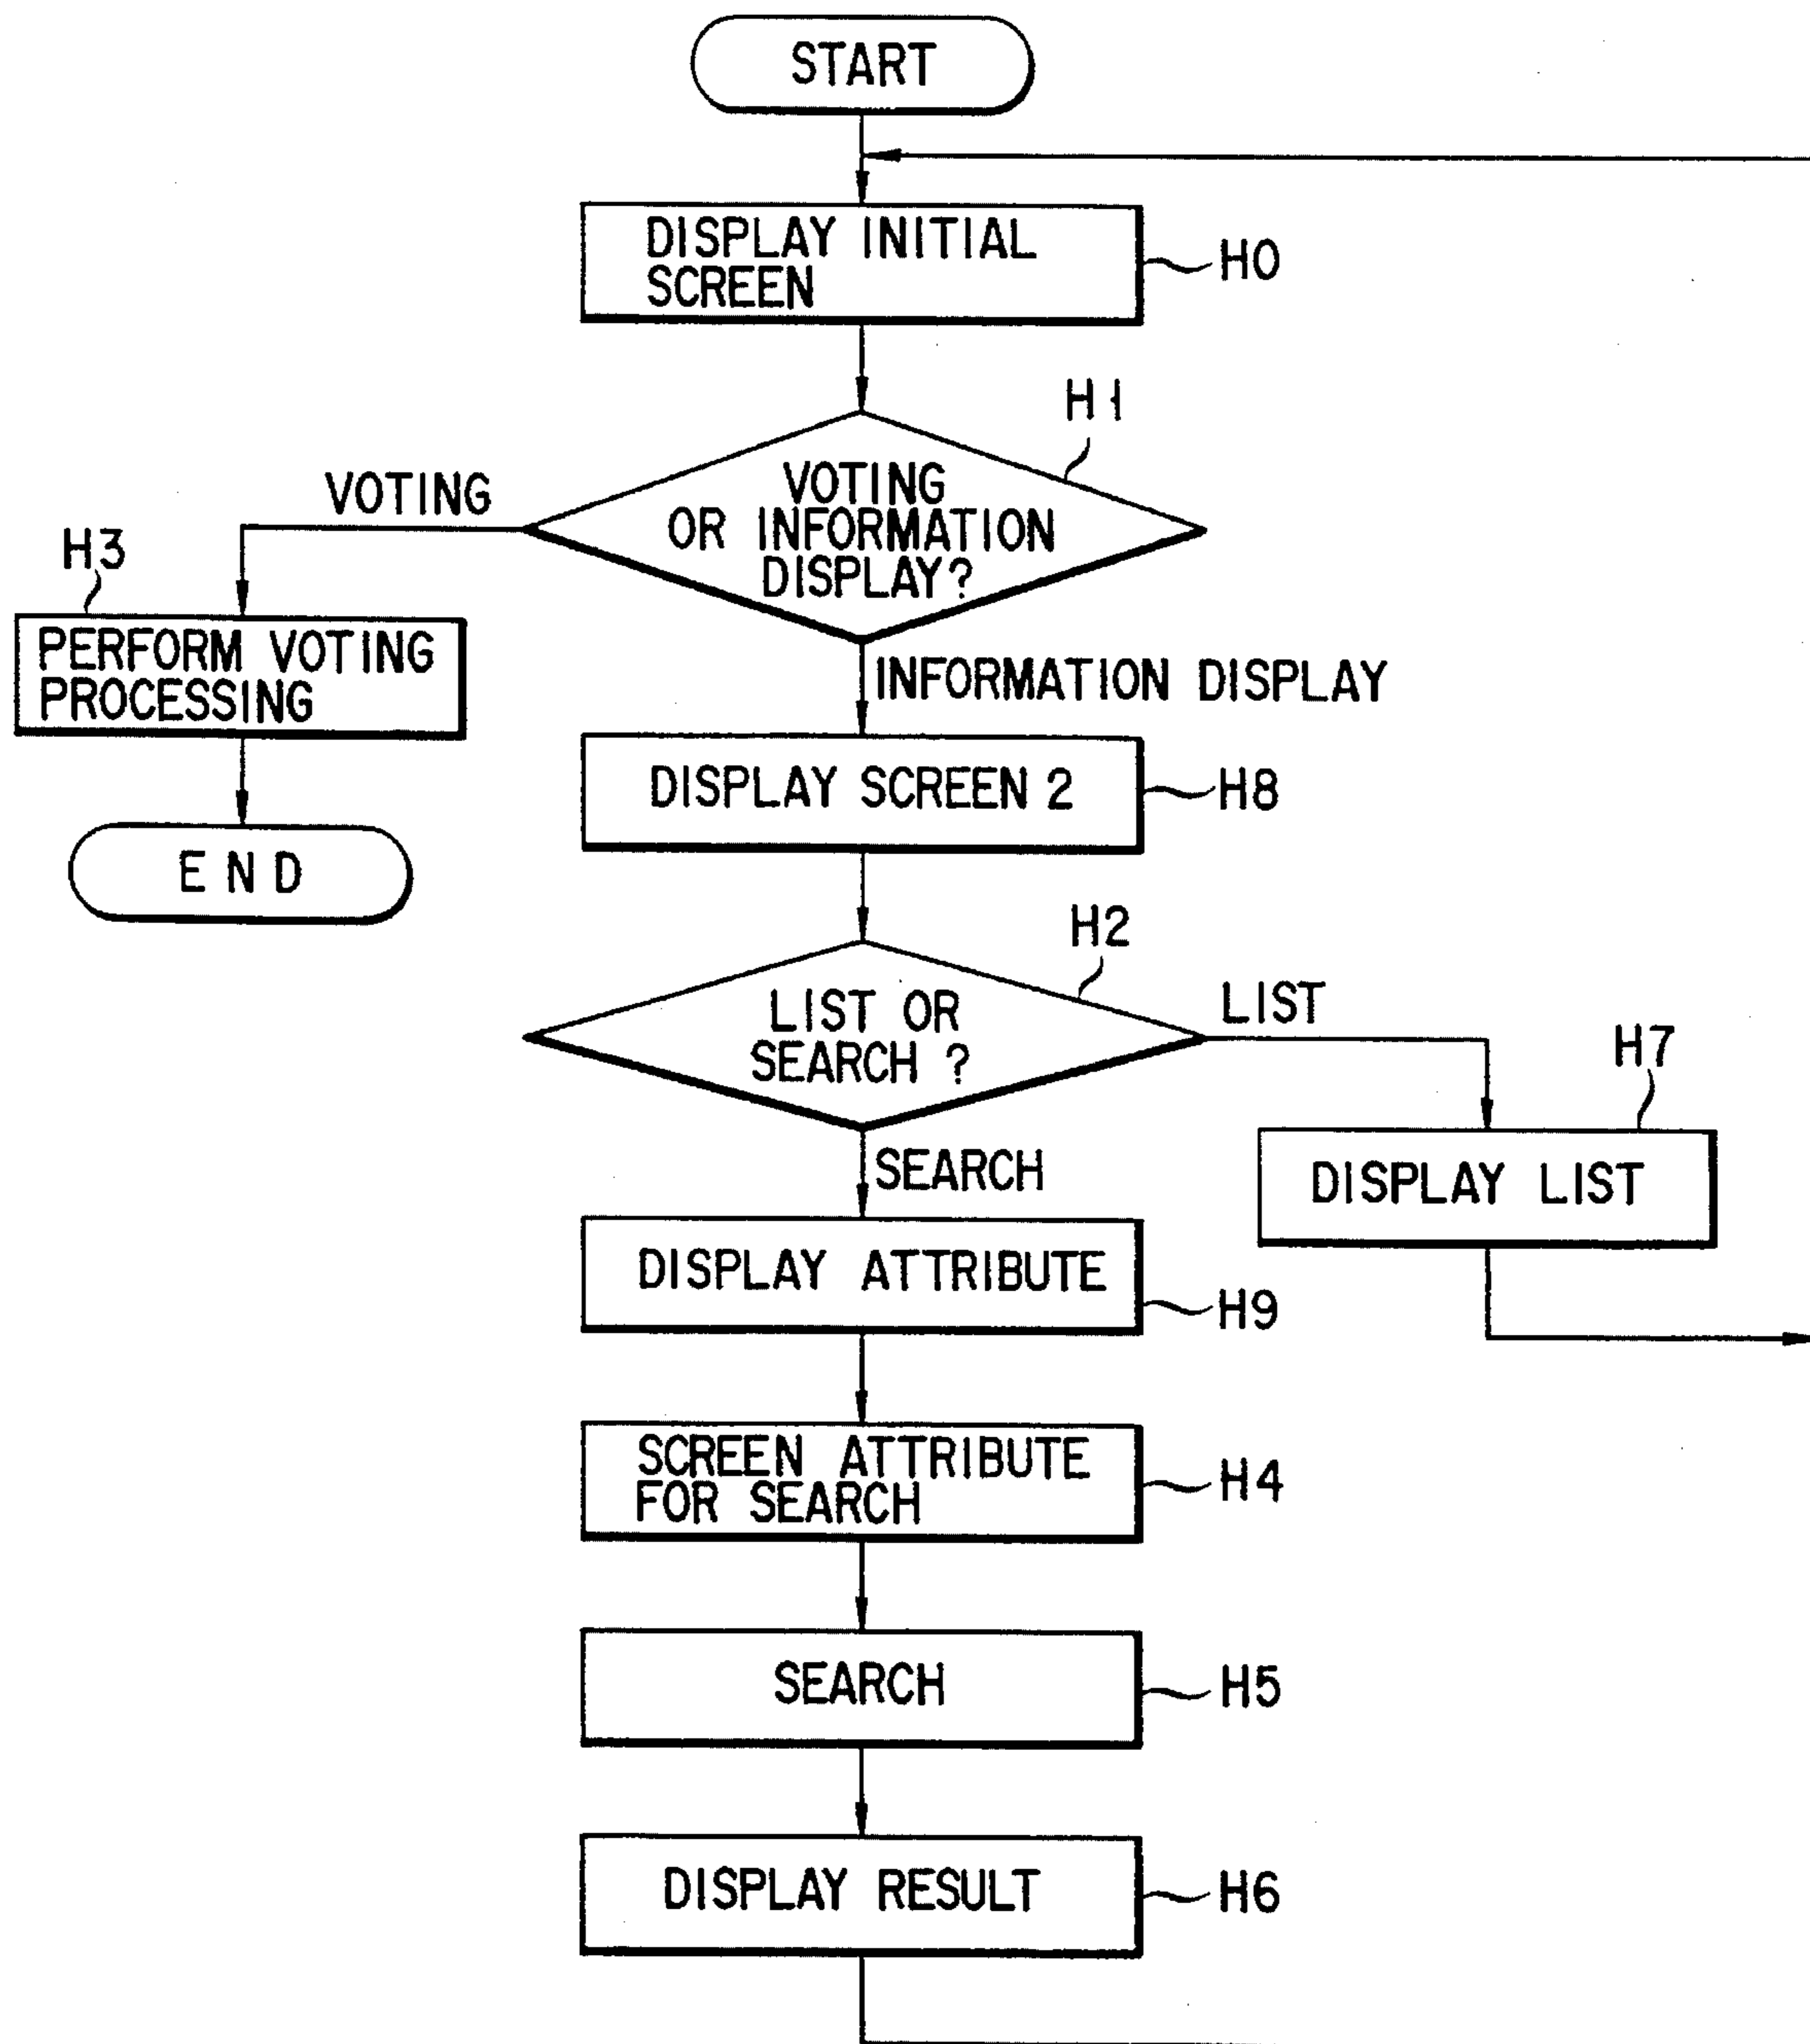 START
DISPLAY INITIAL
SCREEN
H0
H1
VOTING
OR INFORMATION
DISPLAY?
VOTING
H3
PERFORM VOTING
PROCESSING
END
INFORMATION DISPLAY
DISPLAY SCREEN 2
H8
H2
LIST OR
SEARCH ?
LIST
H7
DISPLAY LIST
SEARCH
DISPLAY ATTRIBUTE
H9
SCREEN ATTRIBUTE
FOR SEARCH
H4
SEARCH
H5
DISPLAY RESULT
H6